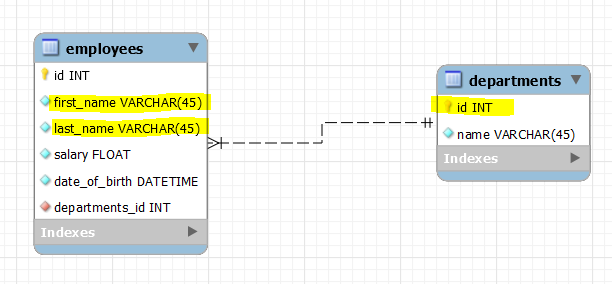 employees
id INT
first_name VARCHAR(45)
last_name VARCHAR(45)
salary FLOAT
date_of_birth DATETIME
departments_id INT
Indexes
departments
id INT
name VARCHAR(45)
Indexes